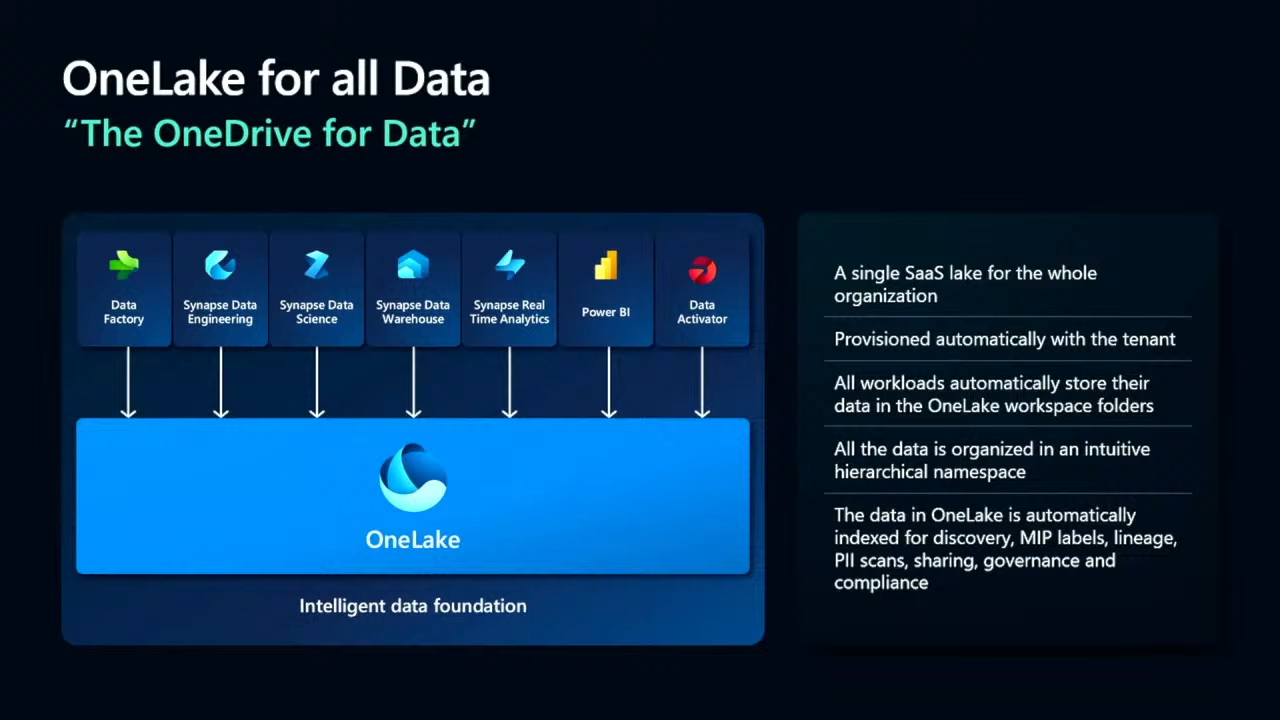 OneLake for all Data
“The OneDrive for Data”
Data
Factory
Synapse Data
Engineering
Synapse Data
Science
Synapse Data
Warehouse
Synapse Real
Time Analytics
Power BI
Data
Activator
OneLake
Intelligent data foundation
A single SaaS lake for the whole
organization
Provisioned automatically with the tenant
All workloads automatically store their
data in the OneLake workspace folders
All the data is organized in an intuitive
hierarchical namespace
The data in OneLake is automatically
indexed for discovery, MIP labels, lineage,
PII scans, sharing, governance and
compliance